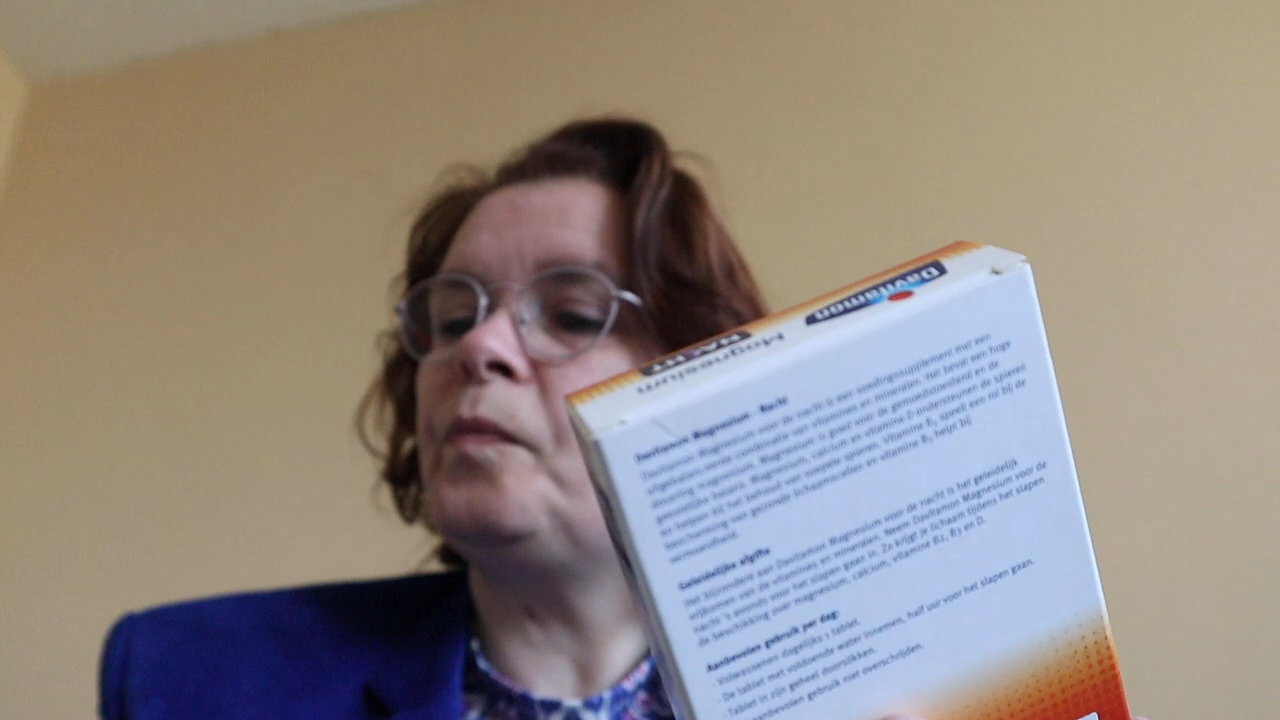 Davitamon
Magnesium
NACHT
Davitamon Magnesium - Nacht
Davitamon Magnesium voor de nacht is een voedingssupplement met een
uitgebalanceerde combinatie van vitamines en mineralen. Het bevat een hoge
dosering magnesium. Magnesium is goed voor de gemoedstoestand en de
geestelijke balans. Magnesium, calcium en vitamine D ondersteunen de spieren
en helpen bij het behoud van soepele spieren. Vitamine B₂ speelt een rol bij de
bescherming van gezonde lichaamscellen en vitamine B₃ helpt bij
vermoeidheid.
Geleidelijke afgifte
Het bijzondere aan Davitamon Magnesium voor de nacht is het geleidelijk
vrijkomen van de vitamines en mineralen. Neem Davitamon Magnesium voor de
nacht 's avonds voor het slapen gaan in. Zo krijgt je lichaam tijdens het slapen
de beschikking over magnesium, calcium, vitamine B2, B3 en D.
Aanbevolen gebruik per dag:
- Volwassenen dagelijks 1 tablet.
- De tablet met voldoende water innemen, half uur voor het slapen gaan.
- Tablet in zijn geheel doorslikken.
aanbevolen gebruik niet overschrijden.